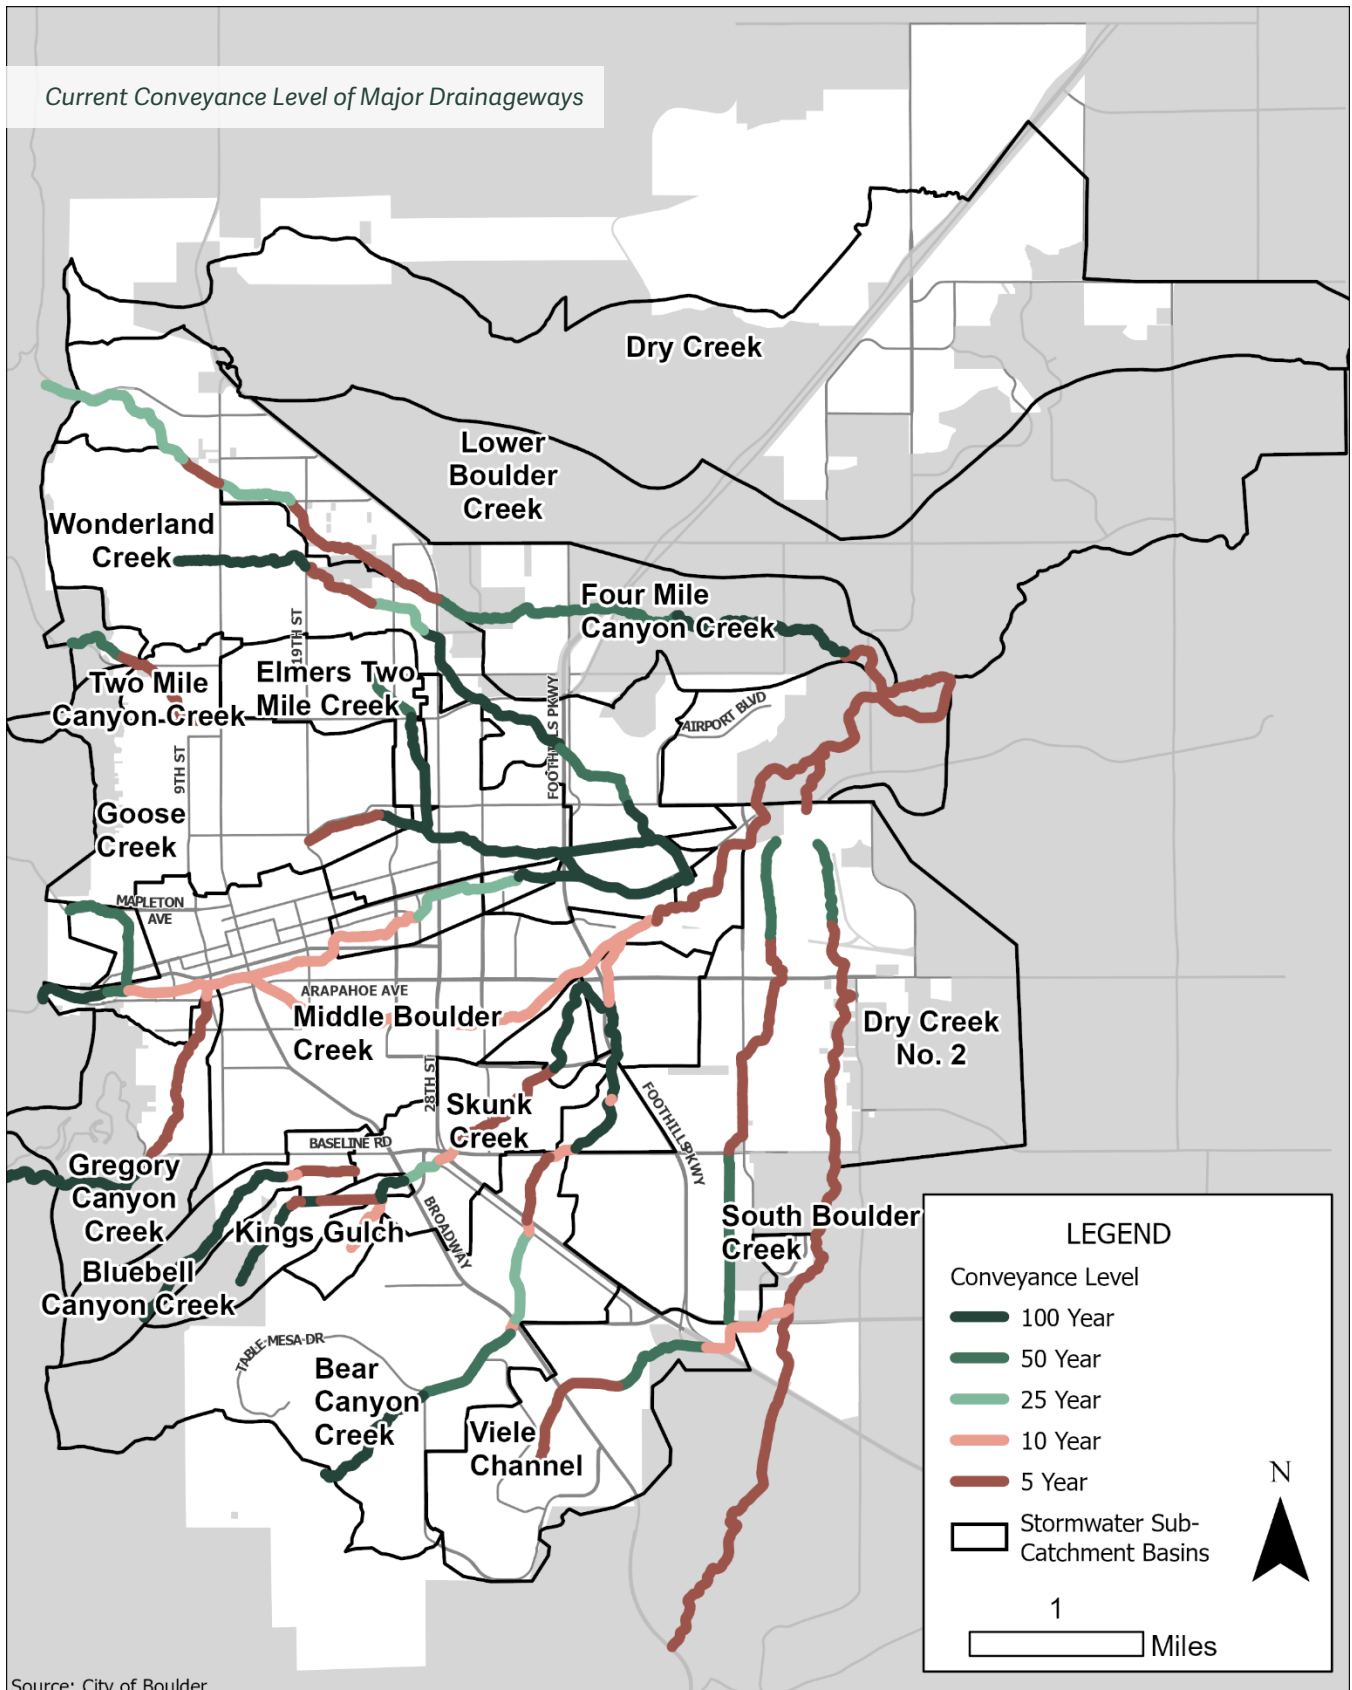 Current Conveyance Level of Major Drainageways
Dry Creek
Lower
Boulder
Creek
Wonderland
Creek
Four Mile
Canyon Creek
19TH ST
Two Mile
Canyon Creek
Elmers Two
Mile Creek
FOOTHILLS PKWY
AIRPORT BLVD
9TH ST
Goose
Creek
MAPLETON
AVE
ARAPAHOE AVE
Middle Boulder
Creek
Dry Creek
No. 2
28TH ST
Skunk
Creek
FOOTHILLS PKWY
BASELINE RD
Gregory
Canyon
Creek
Kings Gulch
BROADWAY
South Boulder
Creek
Bluebell
Canyon Creek
TABLE MESA DR
Bear
Canyon
Creek
Viele
Channel
LEGEND
Conveyance Level
100 Year
50 Year
25 Year
10 Year
5 Year
Stormwater Sub-
Catchment Basins
N
1
Miles
Source: City of Boulder